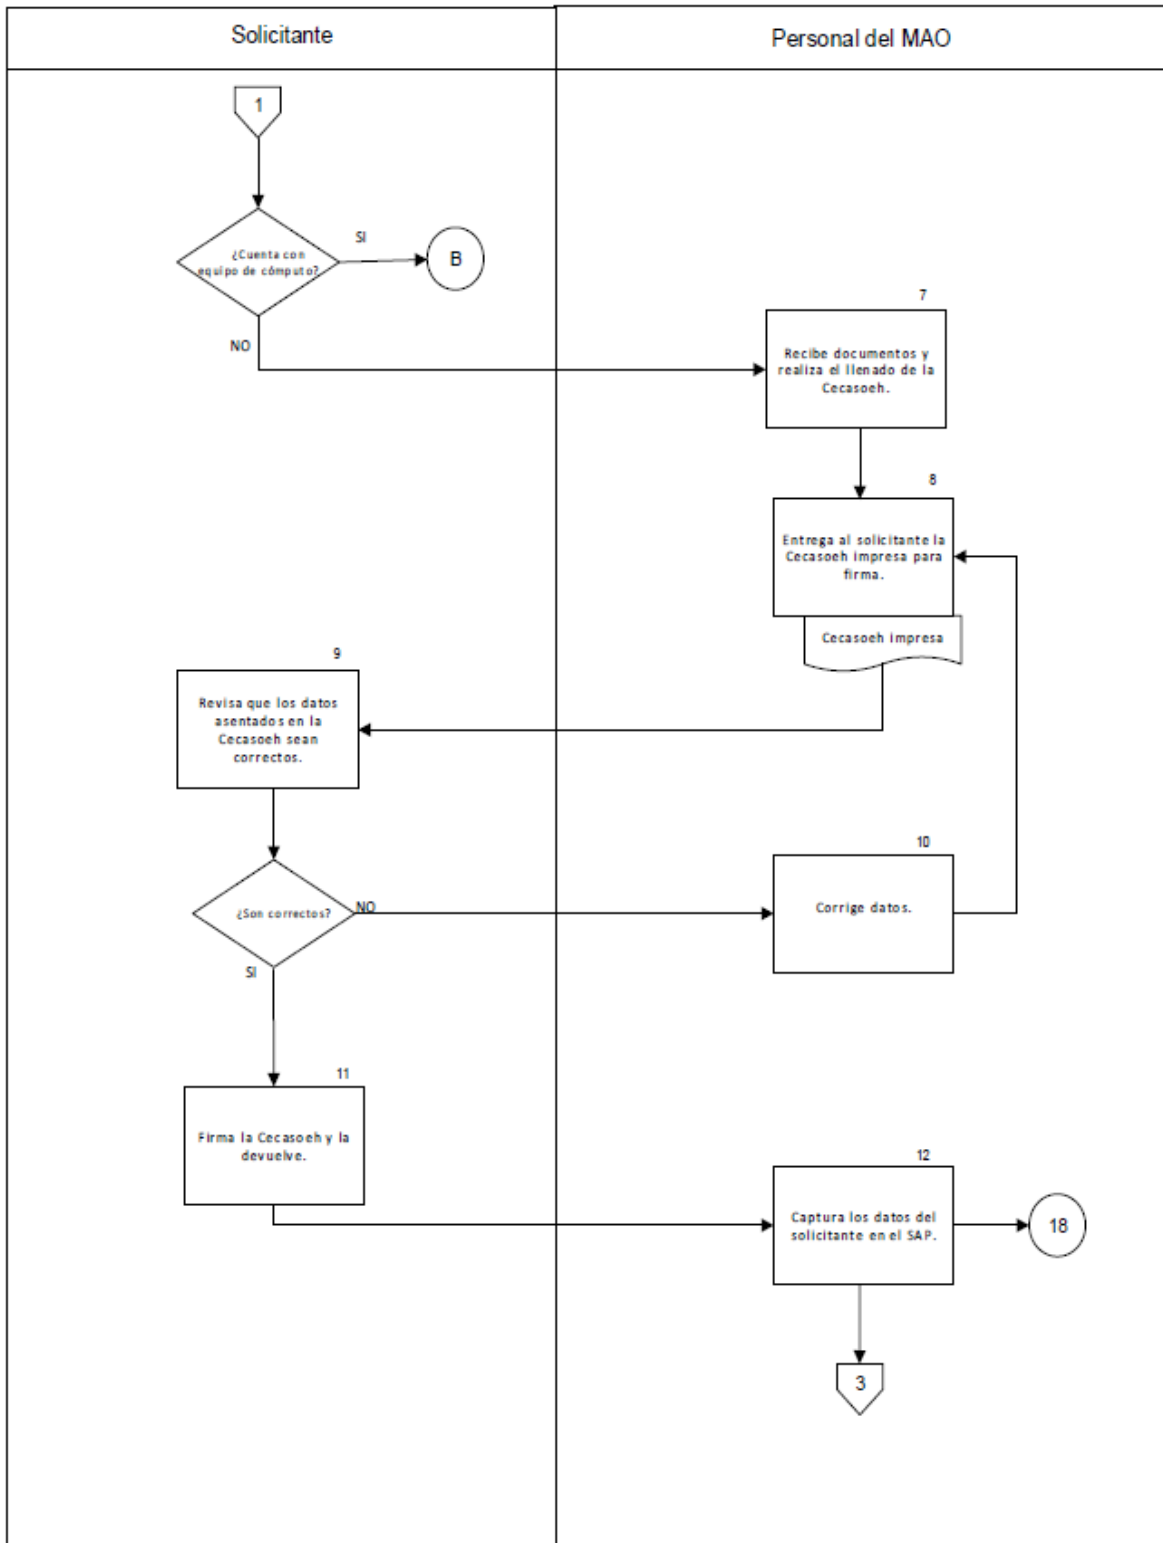 Solicitante
Personal del MAO
1
¿Cuenta con
equipo de cómputo?
SI
B
NO
7
Recibe documentos y
realiza el llenado de la
Cecasoeh.
8
Entrega al solicitante la
Cecasoeh impresa para
firma.
Cecasoeh impresa
9
Revisa que los datos
asentados en la
Cecasoeh sean
correctos.
¿Son correctos?
NO
SI
10
Corrige datos.
11
Firma la Cecasoeh y la
devuelve.
12
Captura los datos del
solicitante en el SAP.
18
3